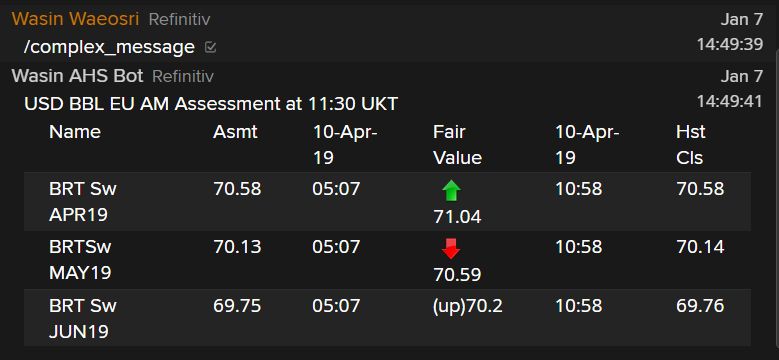 Wasin Waeosri Refinitiv Jan 7
/complex_message 14:49:39
Wasin AHS Bot Refinitiv Jan 7
14:49:41
USD BBL EU AM Assessment at 11:30 UKT
Name Asmt 10-Apr- Fair 10-Apr- Hst
19 Value 19 Cls
BRT Sw 70.58 05:07 10:58 70.58
APR19 71.04
BRTSw 70.13 05:07 10:58 70.14
MAY19 70.59
BRT Sw 69.75 05:07 (up)70.2 10:58 69.76
JUN19